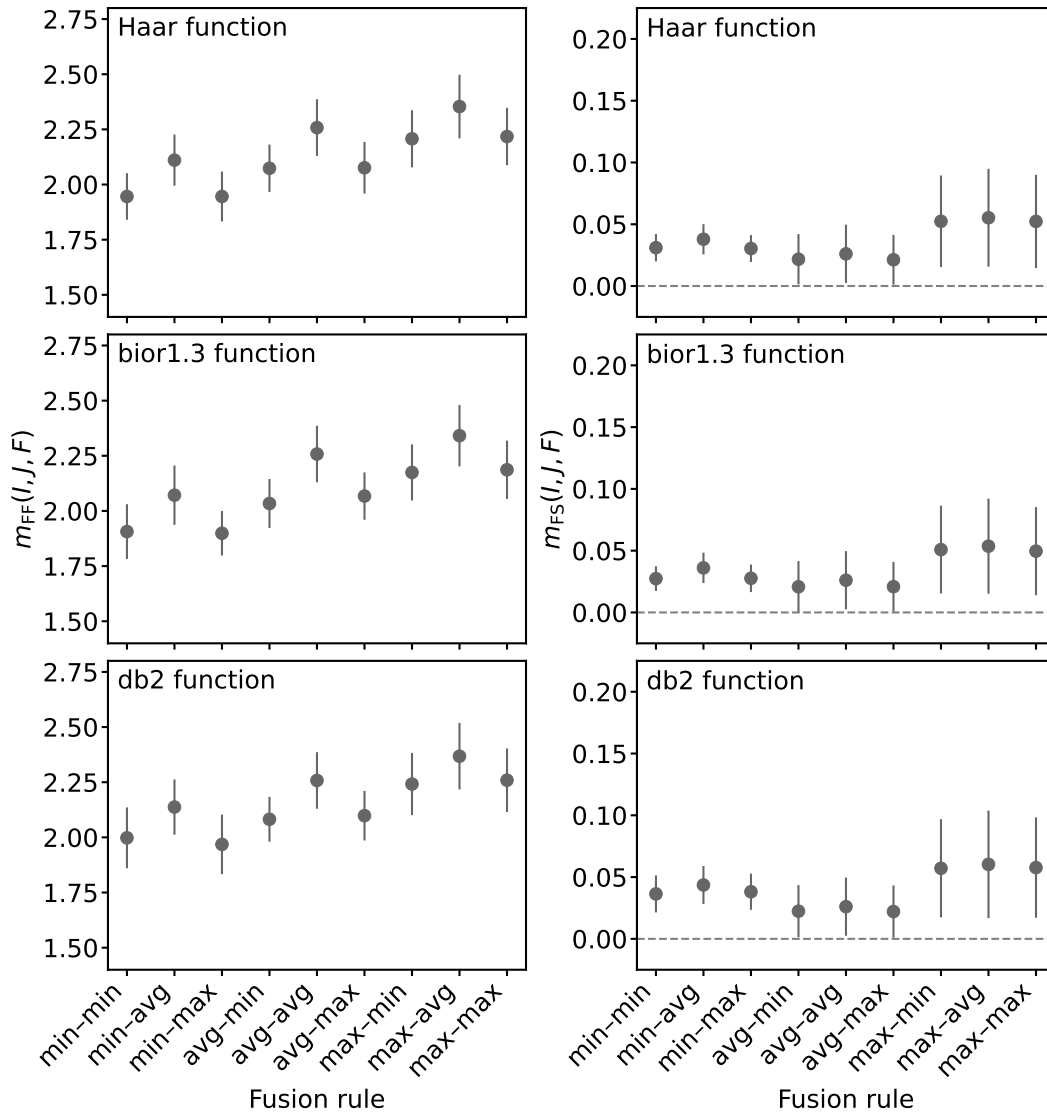 Haar function
2.75
2.50
2.25
2.00
1.75
1.50
Haar function
0.20
0.15
0.10
0.05
0.00
bior1.3 function
2.75
2.50
2.25
2.00
1.75
1.50
m_FF(I, J, F)
bior1.3 function
0.20
0.15
0.10
0.05
0.00
m_FS(I, J, F)
db2 function
2.75
2.50
2.25
2.00
1.75
1.50
min–min
min–avg
min–max
avg–min
avg–avg
avg–max
max–min
max–avg
max–max
Fusion rule
db2 function
0.20
0.15
0.10
0.05
0.00
min–min
min–avg
min–max
avg–min
avg–avg
avg–max
max–min
max–avg
max–max
Fusion rule